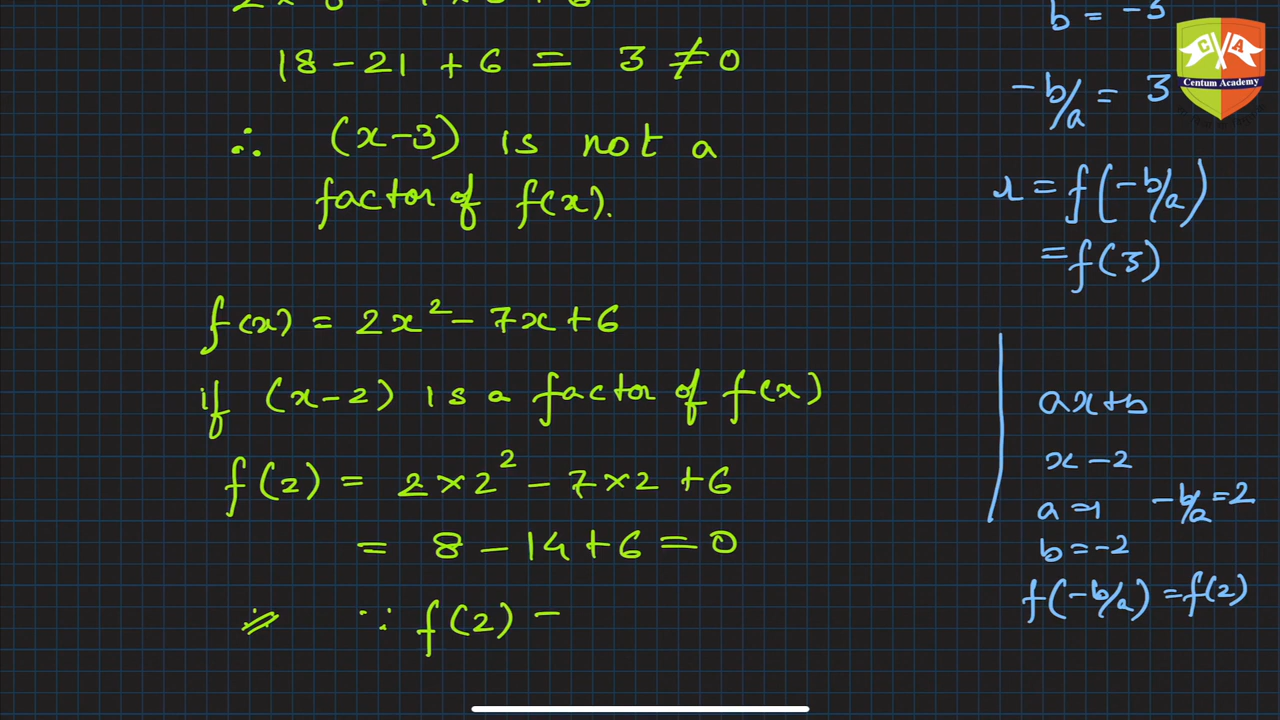 18 - 21 + 6 = 3 ≠ 0
∴ (x-3) is not a
factor of f(x).
f(x) = 2x² - 7x + 6
if (x-2) is a factor of f(x)
f(2) = 2×2² - 7×2 + 6
= 8 - 14 + 6 = 0
∵ f(2) =
b = -3
-b/a = 3
r = f(-b/a)
= f(3)
ax+b
x - 2
a = 1 -b/a = 2
b = -2
f(-b/a) = f(2)
C A
Centum Academy